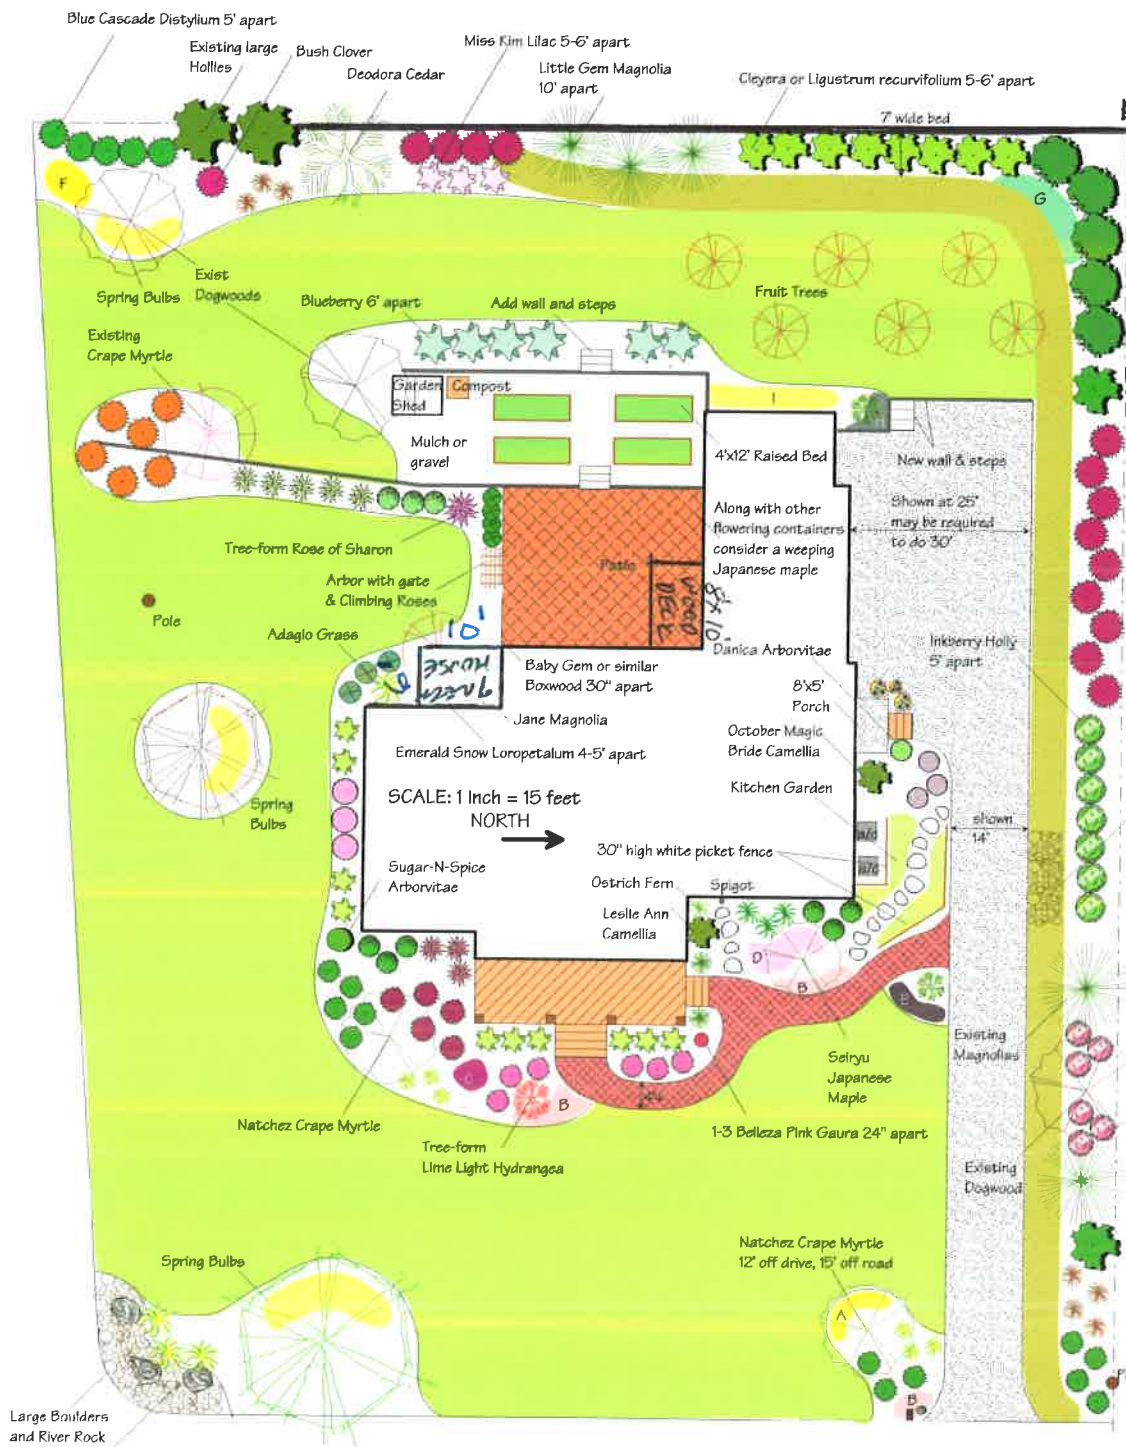 Blue Cascade Distylium 5' apart
Existing large
Hollies
Bush Clover
Deodora Cedar
Miss Kim Lilac 5-6' apart
Little Gem Magnolia
10' apart
Cleyera or Ligustrum recurvifolium 5-6' apart
7' wide bed
F
G
Spring Bulbs
Exist
Dogwoods
Blueberry 6' apart
Add wall and steps
Fruit Trees
Existing
Crape Myrtle
Garden
Shed
Compost
I
Mulch or
gravel
4'x12' Raised Bed
New wall & steps
Along with other
flowering containers
consider a weeping
Japanese maple
Shown at 25'
may be required
to do 30'
Tree-form Rose of Sharon
Patio
WOOD
DECK
8' x 10'
Arbor with gate
& Climbing Roses
Pole
10'
Adagio Grass
green
House
8'
Danica Arborvitae
Inkberry Holly
5' apart
Baby Gem or similar
Boxwood 30" apart
8'x5'
Porch
Jane Magnolia
October Magic
Bride Camellia
Emerald Snow Loropetalum 4-5' apart
Kitchen Garden
SCALE: 1 Inch = 15 feet
NORTH
Spring
Bulbs
shown
14'
a/c
a/c
30" high white picket fence
Sugar-N-Spice
Arborvitae
Ostrich Fern
Spigot
Leslie Ann
Camellia
D
B
E
Existing
Magnolias
Seiryu
Japanese
Maple
C
B
Natchez Crape Myrtle
1-3 Belleza Pink Gaura 24" apart
Tree-form
Lime Light Hydrangea
Existing
Dogwood
Natchez Crape Myrtle
12' off drive, 15' off road
Spring Bulbs
A
B
Large Boulders
and River Rock